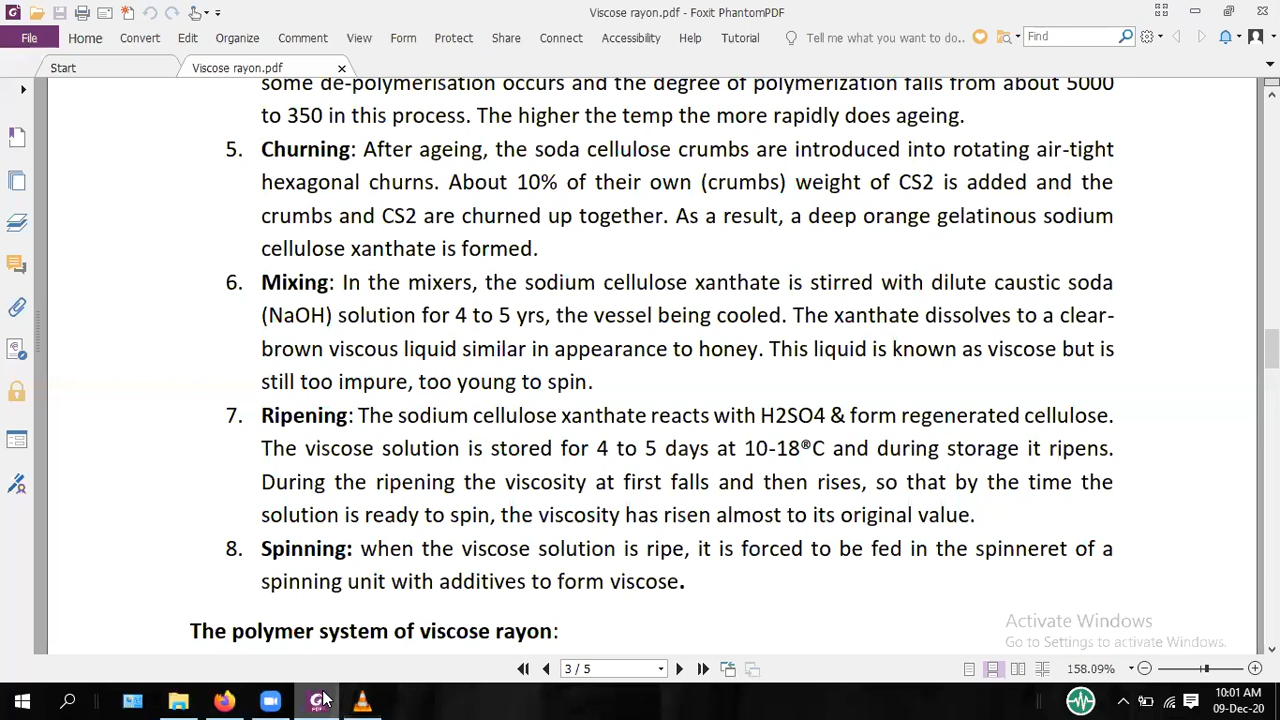 Viscose rayon.pdf - Foxit PhantomPDF
File Home Convert Edit Organize Comment View Form Protect Share Connect Accessibility Help Tutorial Tell me what you want to do.. Find
Start Viscose rayon.pdf
some de-polymerisation occurs and the degree of polymerization falls from about 5000
to 350 in this process. The higher the temp the more rapidly does ageing.
5. Churning: After ageing, the soda cellulose crumbs are introduced into rotating air-tight
hexagonal churns. About 10% of their own (crumbs) weight of CS2 is added and the
crumbs and CS2 are churned up together. As a result, a deep orange gelatinous sodium
cellulose xanthate is formed.
6. Mixing: In the mixers, the sodium cellulose xanthate is stirred with dilute caustic soda
(NaOH) solution for 4 to 5 yrs, the vessel being cooled. The xanthate dissolves to a clear-
brown viscous liquid similar in appearance to honey. This liquid is known as viscose but is
still too impure, too young to spin.
7. Ripening: The sodium cellulose xanthate reacts with H2SO4 & form regenerated cellulose.
The viscose solution is stored for 4 to 5 days at 10-18®C and during storage it ripens.
During the ripening the viscosity at first falls and then rises, so that by the time the
solution is ready to spin, the viscosity has risen almost to its original value.
8. Spinning: when the viscose solution is ripe, it is forced to be fed in the spinneret of a
spinning unit with additives to form viscose.
The polymer system of viscose rayon:
Activate Windows
Go to Settings to activate Windows.
3 / 5 158.09%
10:01 AM
09-Dec-20